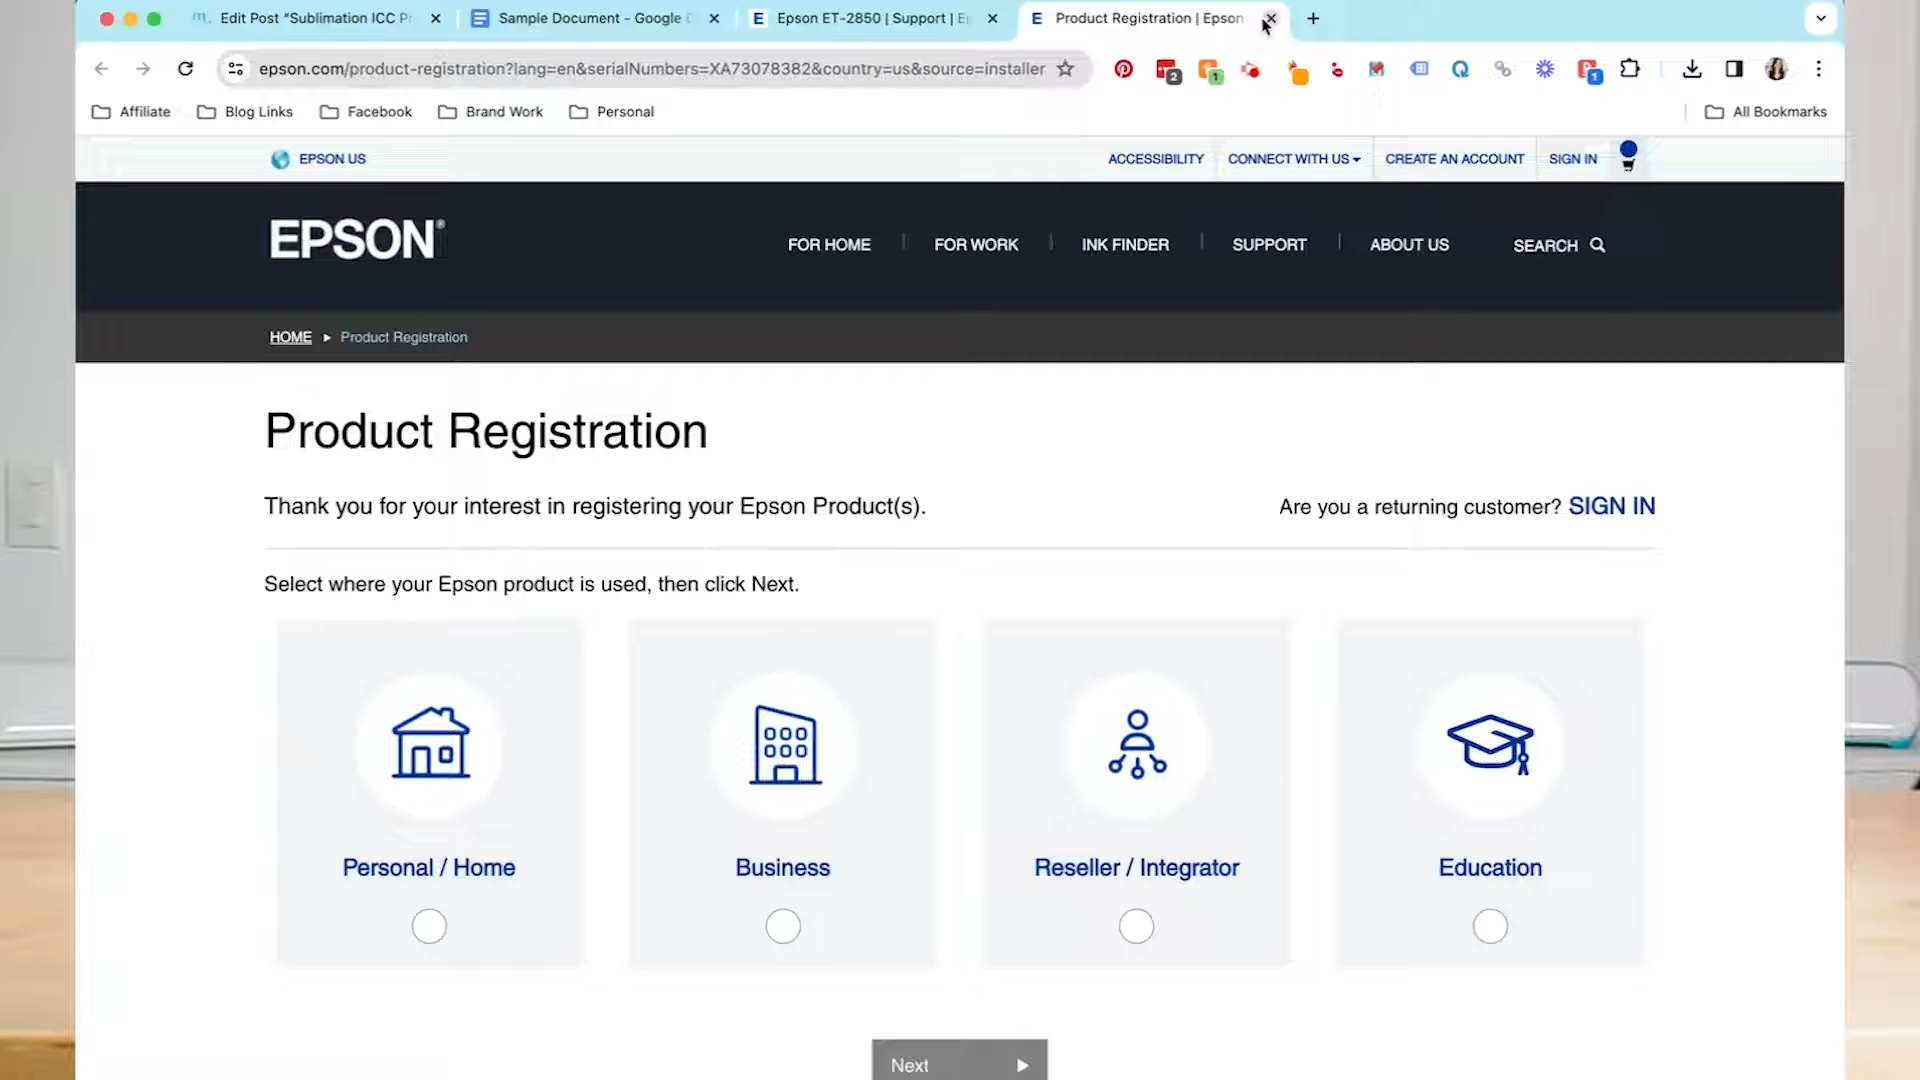 Edit Post “Sublimation ICC Pr
Sample Document - Google D
Epson ET-2850 | Support | E
Product Registration | Epson
epson.com/product-registration?lang=en&serialNumbers=XA73078382&country=us&source=installer
2
1
1
Affiliate
Blog Links
Facebook
Brand Work
Personal
All Bookmarks
EPSON US
ACCESSIBILITY
CONNECT WITH US
CREATE AN ACCOUNT
SIGN IN
EPSON®
FOR HOME
FOR WORK
INK FINDER
SUPPORT
ABOUT US
SEARCH
HOME
Product Registration
Product Registration
Thank you for your interest in registering your Epson Product(s).
Are you a returning customer? SIGN IN
Select where your Epson product is used, then click Next.
Personal / Home
Business
Reseller / Integrator
Education
Next